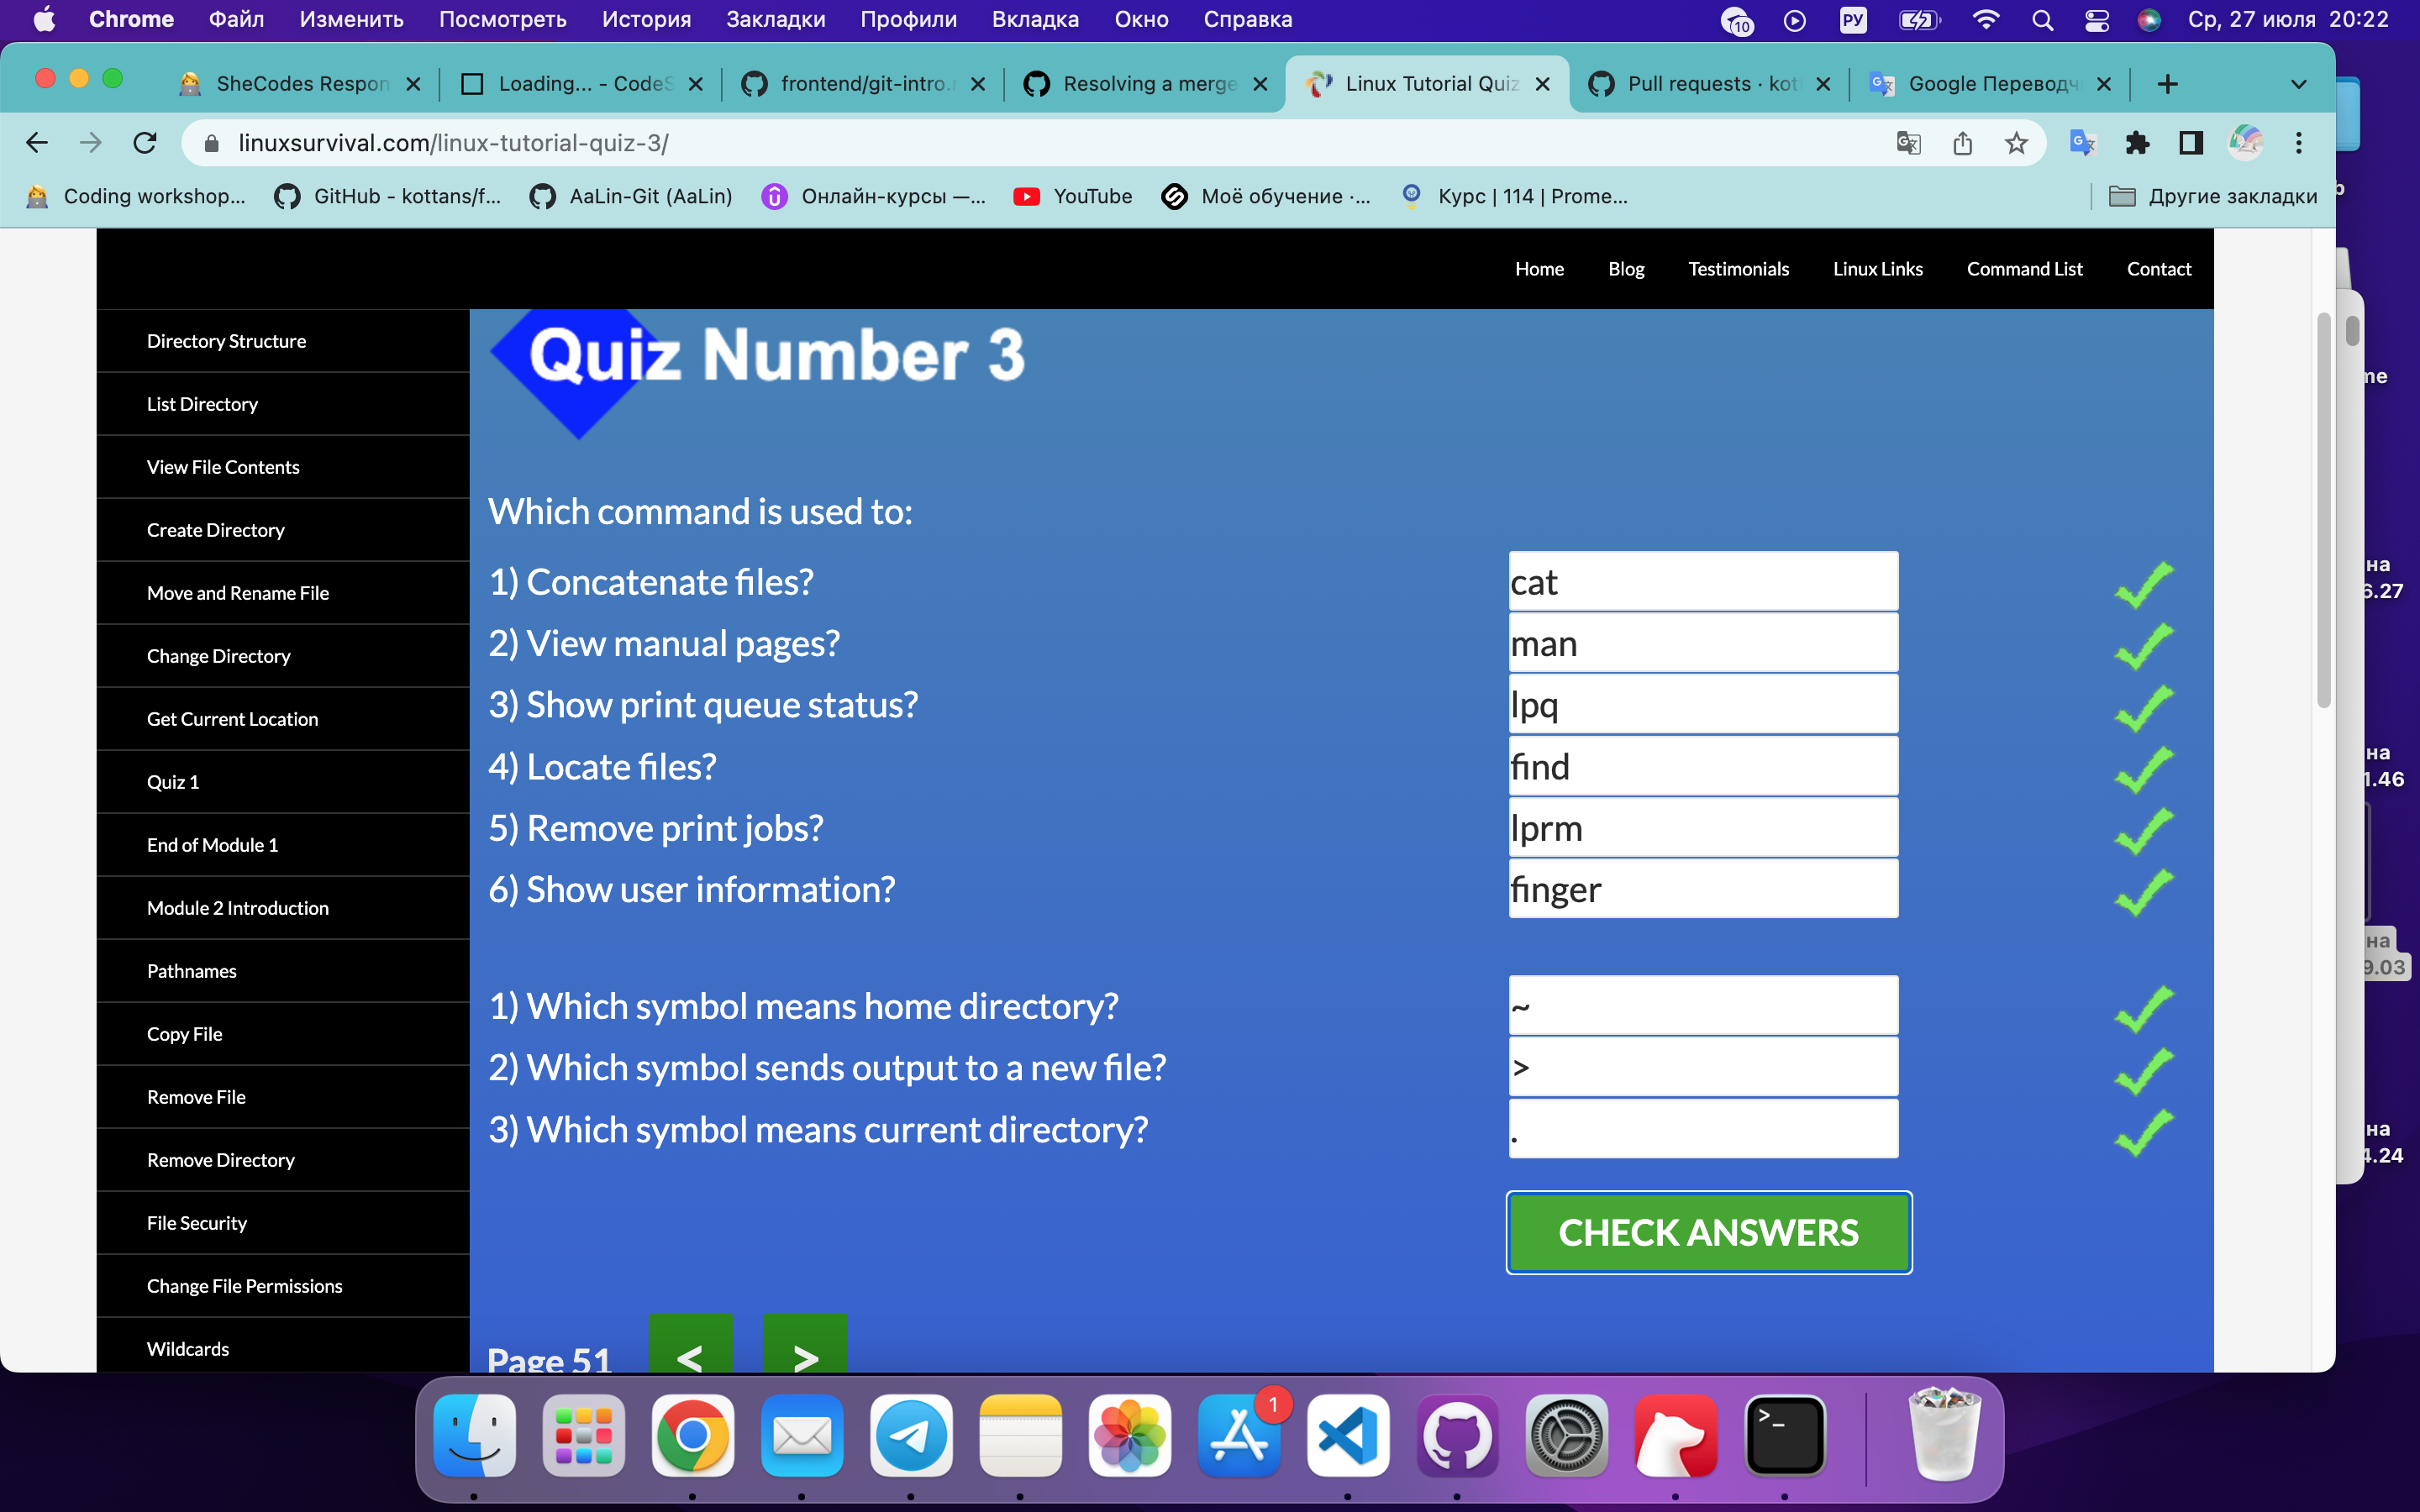 Chrome Файл Изменить Посмотреть История Закладки Профили Вкладка Окно Справка 10 РУ Ср, 27 июля 20:22
SheCodes Respon Loading... - CodeS frontend/git-intro. Resolving a merge Linux Tutorial Quiz Pull requests · kot Google Переводч
linuxsurvival.com/linux-tutorial-quiz-3/
Coding workshop... GitHub - kottans/f... AaLin-Git (AaLin) Онлайн-курсы —... YouTube Моё обучение ·... Курс | 114 | Prome... Другие закладки
Home Blog Testimonials Linux Links Command List Contact
Directory Structure
List Directory
View File Contents
Create Directory
Move and Rename File
Change Directory
Get Current Location
Quiz 1
End of Module 1
Module 2 Introduction
Pathnames
Copy File
Remove File
Remove Directory
File Security
Change File Permissions
Wildcards
Quiz Number 3
Which command is used to:
1) Concatenate files? cat
2) View manual pages? man
3) Show print queue status? lpq
4) Locate files? find
5) Remove print jobs? lprm
6) Show user information? finger
1) Which symbol means home directory? ~
2) Which symbol sends output to a new file? >
3) Which symbol means current directory? .
CHECK ANSWERS
Page 51 < >
на
6.27
на
1.46
на
9.03
на
4.24
1
>_